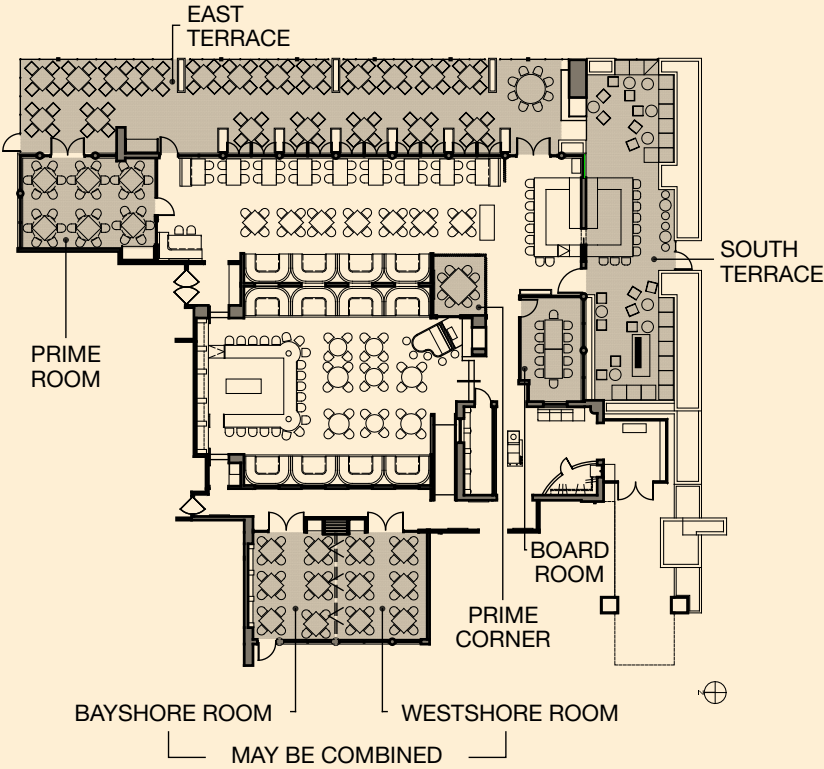 EAST
TERRACE
SOUTH
TERRACE
PRIME
ROOM
BOARD
ROOM
PRIME
CORNER
BAYSHORE ROOM
WESTSHORE ROOM
MAY BE COMBINED
N